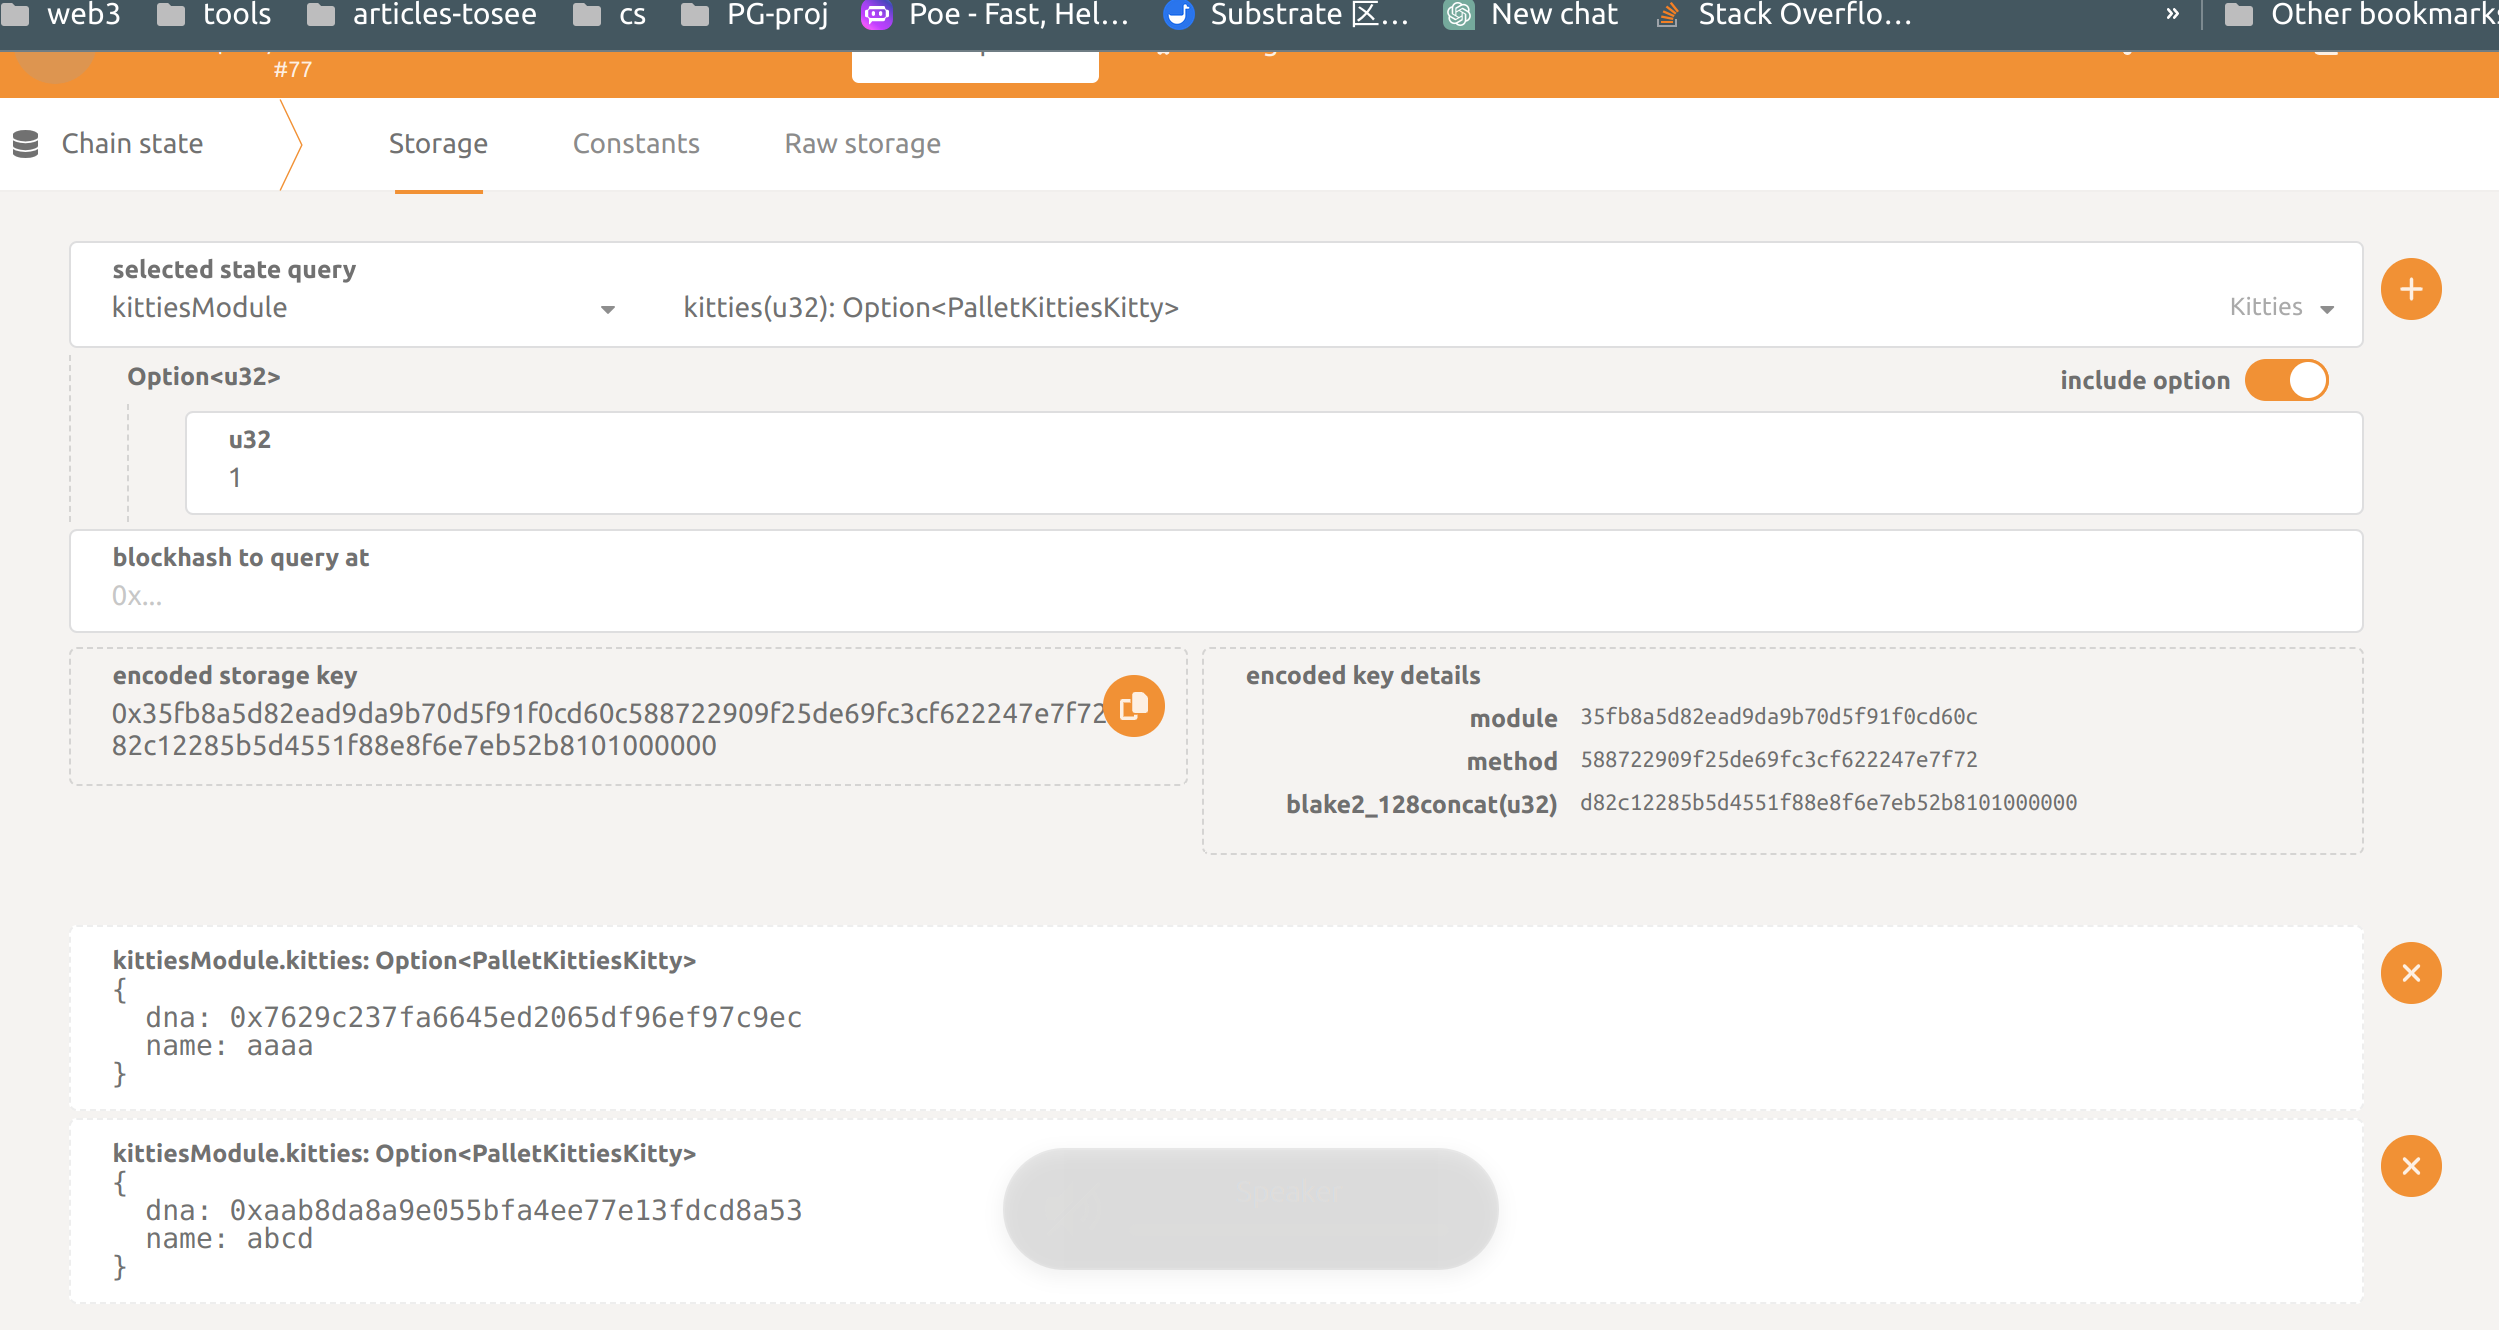 web3 tools articles-tosee cs PG-proj Poe - Fast, Hel… Substrate 区… New chat Stack Overflo… » Other bookmarks
#77
Chain state Storage Constants Raw storage
selected state query
kittiesModule kitties(u32): Option<PalletKittiesKitty> Kitties
Option<u32> include option
u32
1
blockhash to query at
0x...
encoded storage key
0x35fb8a5d82ead9da9b70d5f91f0cd60c588722909f25de69fc3cf622247e7f72
82c12285b5d4551f88e8f6e7eb52b8101000000
encoded key details
module 35fb8a5d82ead9da9b70d5f91f0cd60c
method 588722909f25de69fc3cf622247e7f72
blake2_128concat(u32) d82c12285b5d4551f88e8f6e7eb52b8101000000
kittiesModule.kitties: Option<PalletKittiesKitty>
{
dna: 0x7629c237fa6645ed2065df96ef97c9ec
name: aaaa
}
kittiesModule.kitties: Option<PalletKittiesKitty>
{
dna: 0xaab8da8a9e055bfa4ee77e13fdcd8a53
name: abcd
}